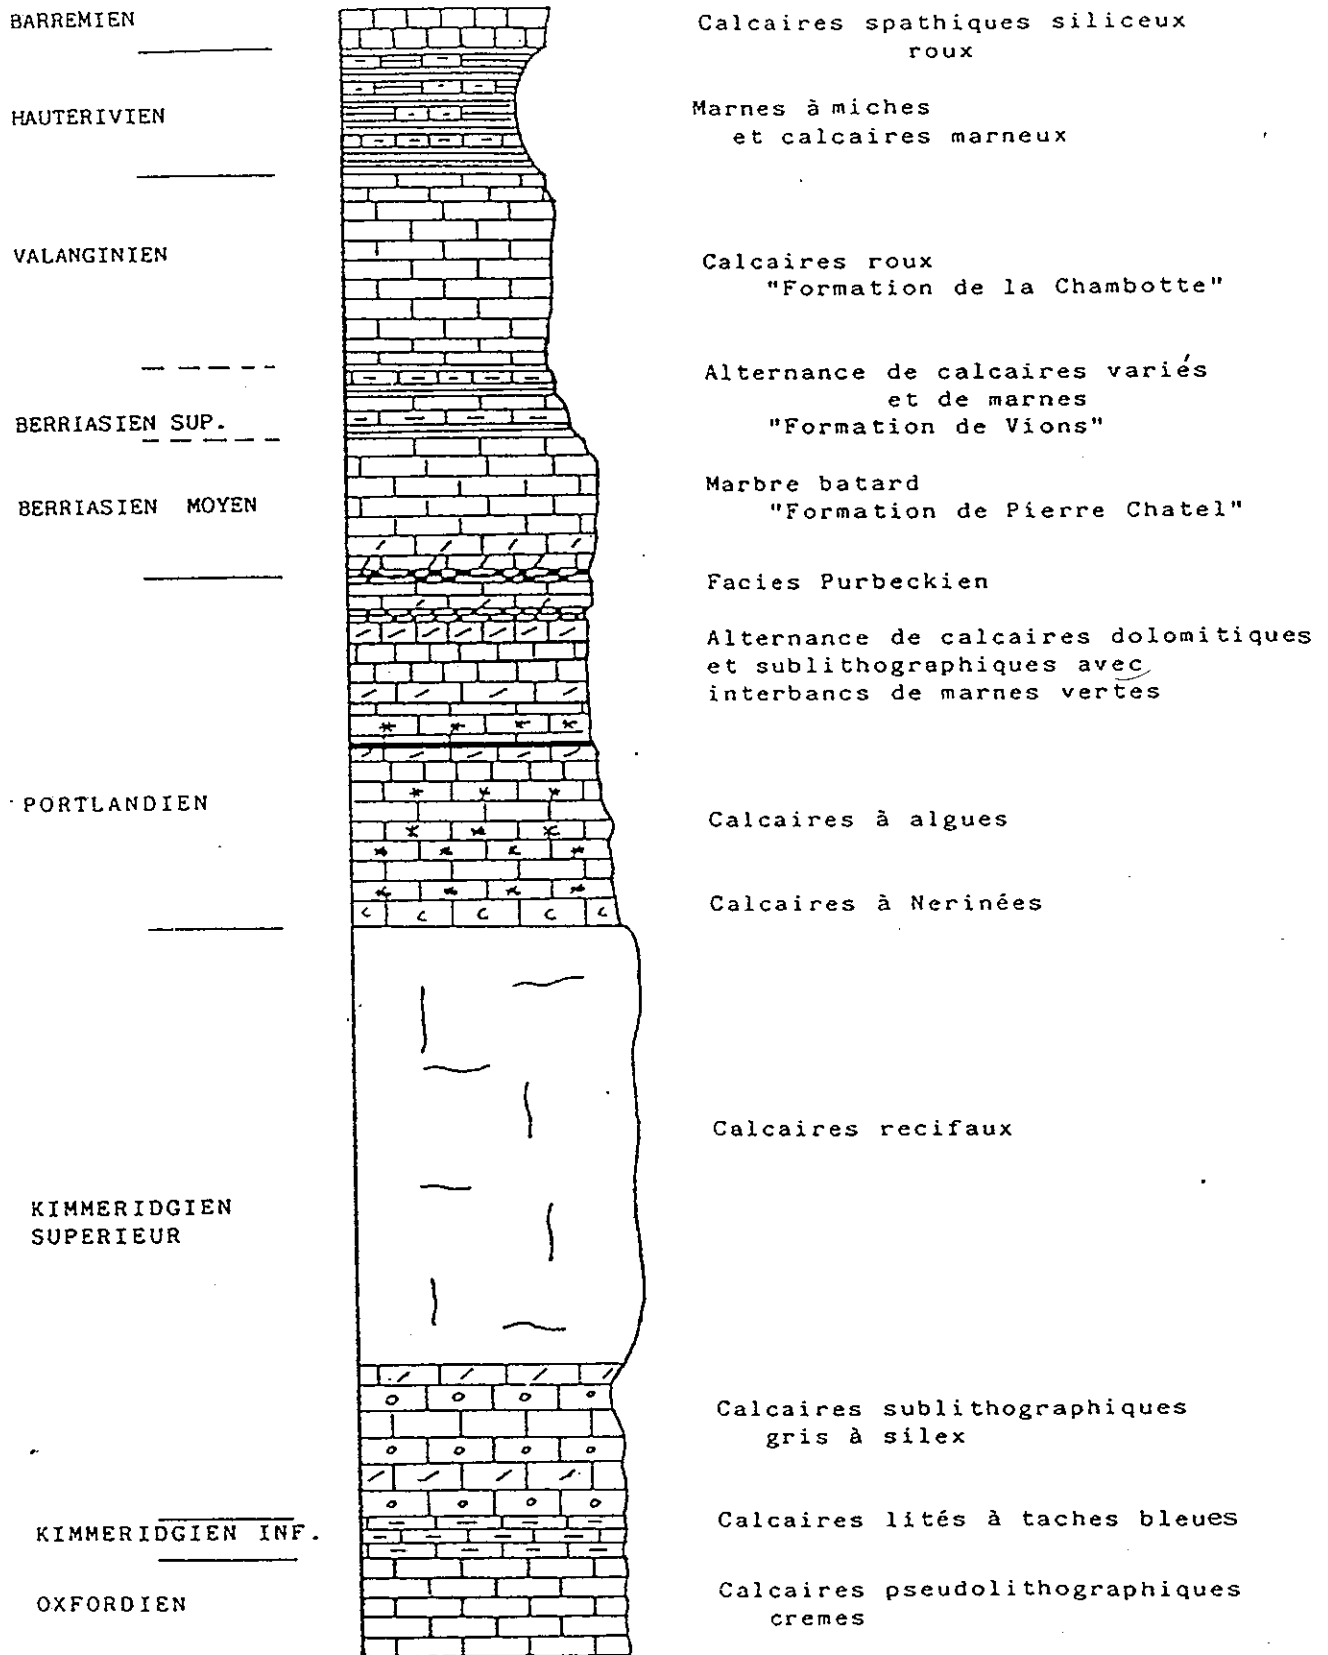 BARREMIEN
Calcaires spathiques siliceux
roux
HAUTERIVIEN
Marnes à miches
et calcaires marneux
VALANGINIEN
Calcaires roux
"Formation de la Chambotte"
Alternance de calcaires variés
et de marnes
BERRIASIEN SUP.
"Formation de Vions"
BERRIASIEN MOYEN
Marbre batard
"Formation de Pierre Chatel"
Facies Purbeckien
Alternance de calcaires dolomitiques
et sublithographiques avec
interbancs de marnes vertes
PORTLANDIEN
Calcaires à algues
Calcaires à Nerinées
Calcaires recifaux
KIMMERIDGIEN
SUPERIEUR
Calcaires sublithographiques
gris à silex
KIMMERIDGIEN INF.
Calcaires lités à taches bleues
OXFORDIEN
Calcaires pseudolithographiques
cremes